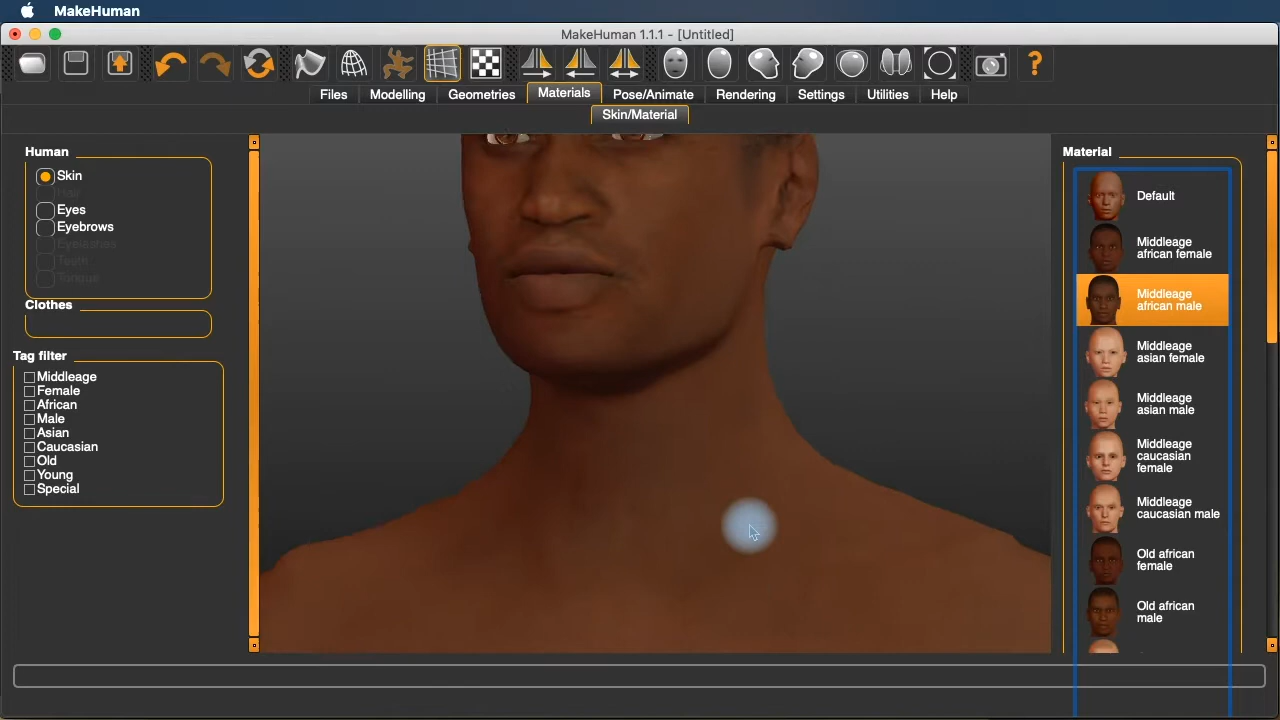 MakeHuman
MakeHuman 1.1.1 - [Untitled]
Files Modelling Geometries Materials Pose/Animate Rendering Settings Utilities Help
Skin/Material
Human
Skin
Hair
Eyes
Eyebrows
Eyelashes
Teeth
Tongue
Clothes
Tag filter
Middleage
Female
African
Male
Asian
Caucasian
Old
Young
Special
Material
Default
Middleage
african female
Middleage
african male
Middleage
asian female
Middleage
asian male
Middleage
caucasian
female
Middleage
caucasian male
Old african
female
Old african
male